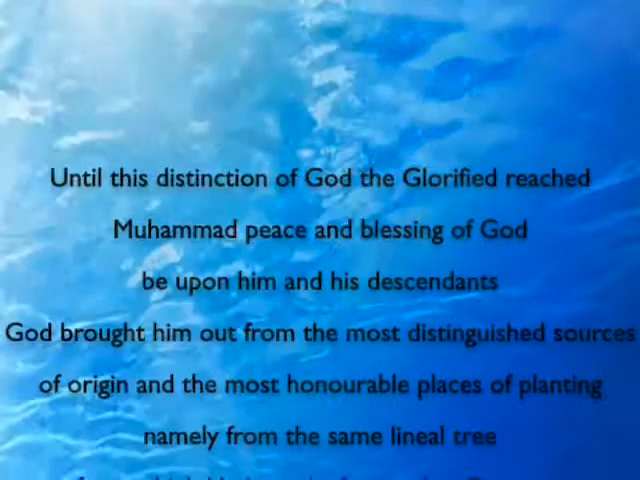 Until this distinction of God the Glorified reached
Muhammad peace and blessing of God
be upon him and his descendants
God brought him out from the most distinguished sources
of origin and the most honourable places of planting
namely from the same lineal tree